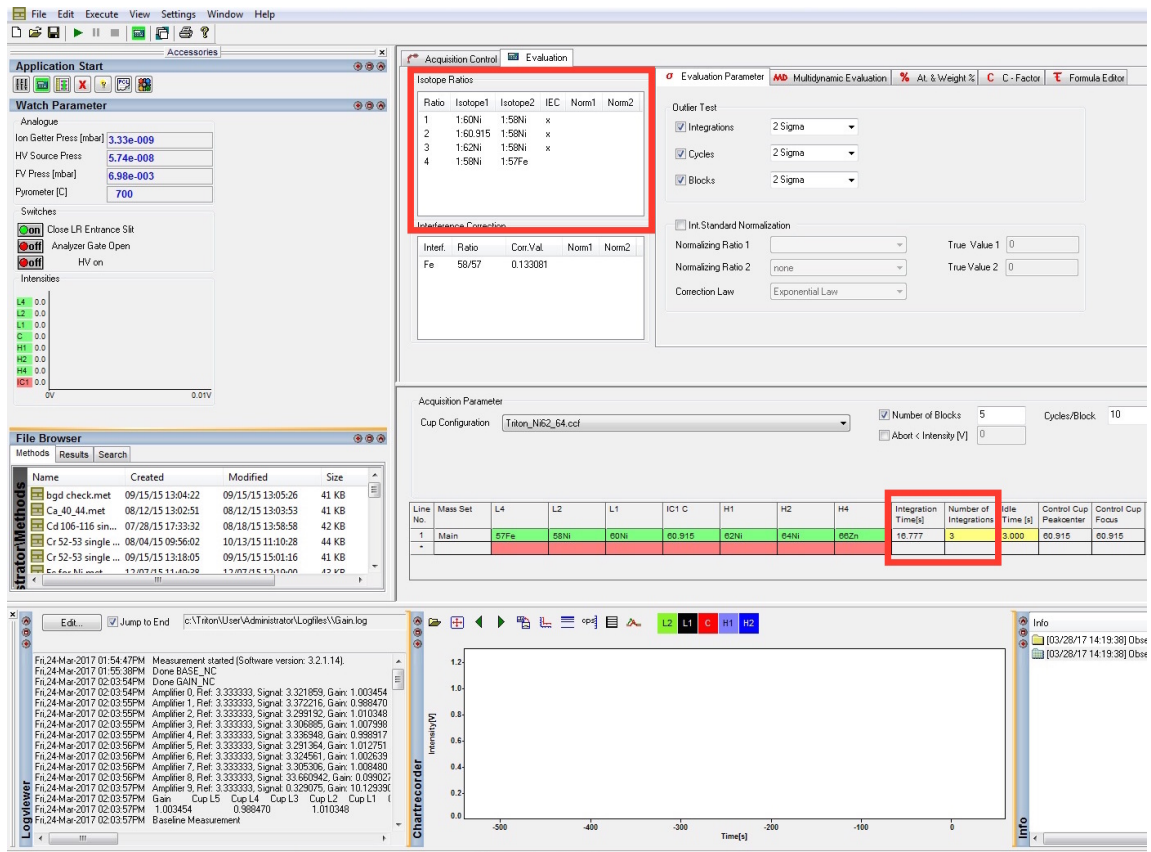 File Edit Execute View Settings Window Help
Accessories
Application Start
Watch Parameter
Analogue
Ion Getter Press [mbar] 3.33e-009
HV Source Press 5.74e-008
FV Press [mbar] 6.98e-003
Pyrometer [C] 700
Switches
on Close LR Entrance Slit
off Analyzer Gate Open
off HV on
Intensities
L4 0.0
L2 0.0
L1 0.0
C 0.0
H1 0.0
H2 0.0
H4 0.0
IC1 0.0
0V 0.01V
File Browser
Methods Results Search
Name Created Modified Size
bgd check.met 09/15/15 13:04:22 09/15/15 13:05:26 41 KB
Ca_40_44.met 08/12/15 13:02:51 08/12/15 13:03:53 41 KB
Cd 106-116 sin... 07/28/15 17:33:32 08/18/15 13:58:58 42 KB
Cr 52-53 single ... 08/04/15 09:56:02 10/13/15 11:10:28 44 KB
Cr 52-53 single ... 09/15/15 13:18:05 09/15/15 15:01:16 41 KB
Acquisition Control Evaluation
Isotope Ratios
Ratio Isotope1 Isotope2 IEC Norm1 Norm2
1 1:60Ni 1:58Ni x
2 1:60.915 1:58Ni x
3 1:62Ni 1:58Ni x
4 1:58Ni 1:57Fe
Interference Correction
Interf. Ratio Corr.Val. Norm1 Norm2
Fe 58/57 0.133081
σ Evaluation Parameter MD Multidynamic Evaluation % At. & Weight % C C - Factor τ Formula Editor
Outlier Test
Integrations 2 Sigma
Cycles 2 Sigma
Blocks 2 Sigma
Int.Standard Normalization
Normalizing Ratio 1 True Value 1 0
Normalizing Ratio 2 none True Value 2 0
Correction Law Exponential Law
Acquisition Parameter
Cup Configuration Triton_Ni62_64.ccf
Number of Blocks 5 Cycles/Block 10
Abort < Intensity [V] 0
Line No. Mass Set L4 L2 L1 IC1 C H1 H2 H4 Integration Time[s] Number of Integrations Idle Time [s] Control Cup Peakcenter Control Cup Focus
1 Main 57Fe 58Ni 60Ni 60.915 62Ni 64Ni 66Zn 16.777 3 3.000 60.915 60.915
*
Edit... Jump to End c:\Triton\User\Administrator\Logfiles\\Gain.log
Fri,24-Mar-2017 01:54:47PM Measurement started (Software version: 3.2.1.14).
Fri,24-Mar-2017 01:55:38PM Done BASE_NC
Fri,24-Mar-2017 02:03:54PM Done GAIN_NC
Fri,24-Mar-2017 02:03:54PM Amplifier 0, Ref: 3.333333, Signal: 3.321859, Gain: 1.003454
Fri,24-Mar-2017 02:03:55PM Amplifier 1, Ref: 3.333333, Signal: 3.372216, Gain: 0.988470
Fri,24-Mar-2017 02:03:55PM Amplifier 2, Ref: 3.333333, Signal: 3.299192, Gain: 1.010348
Fri,24-Mar-2017 02:03:55PM Amplifier 3, Ref: 3.333333, Signal: 3.306885, Gain: 1.007998
Fri,24-Mar-2017 02:03:55PM Amplifier 4, Ref: 3.333333, Signal: 3.336948, Gain: 0.998917
Fri,24-Mar-2017 02:03:56PM Amplifier 5, Ref: 3.333333, Signal: 3.291364, Gain: 1.012751
Fri,24-Mar-2017 02:03:56PM Amplifier 6, Ref: 3.333333, Signal: 3.324561, Gain: 1.002639
Fri,24-Mar-2017 02:03:56PM Amplifier 7, Ref: 3.333333, Signal: 3.305306, Gain: 1.008480
Fri,24-Mar-2017 02:03:56PM Amplifier 8, Ref: 3.333333, Signal: 33.660942, Gain: 0.09902
Fri,24-Mar-2017 02:03:57PM Amplifier 9, Ref: 3.333333, Signal: 0.329075, Gain: 10.12939
Fri,24-Mar-2017 02:03:57PM Gain Cup L5 Cup L4 Cup L3 Cup L2 Cup L1
Fri,24-Mar-2017 02:03:57PM 1.003454 0.988470 1.010348
Fri,24-Mar-2017 02:03:57PM Baseline Measurement
Logviewer
cps
L2 L1 C H1 H2
Chartrecorder
Intensity[V]
1.2
1.0
0.8
0.6
0.4
0.2
0.0
-500 -400 -300 -200 -100 0
Time[s]
Info
Info
[03/28/17 14:19:38] Obse
[03/28/17 14:19:38] Obse